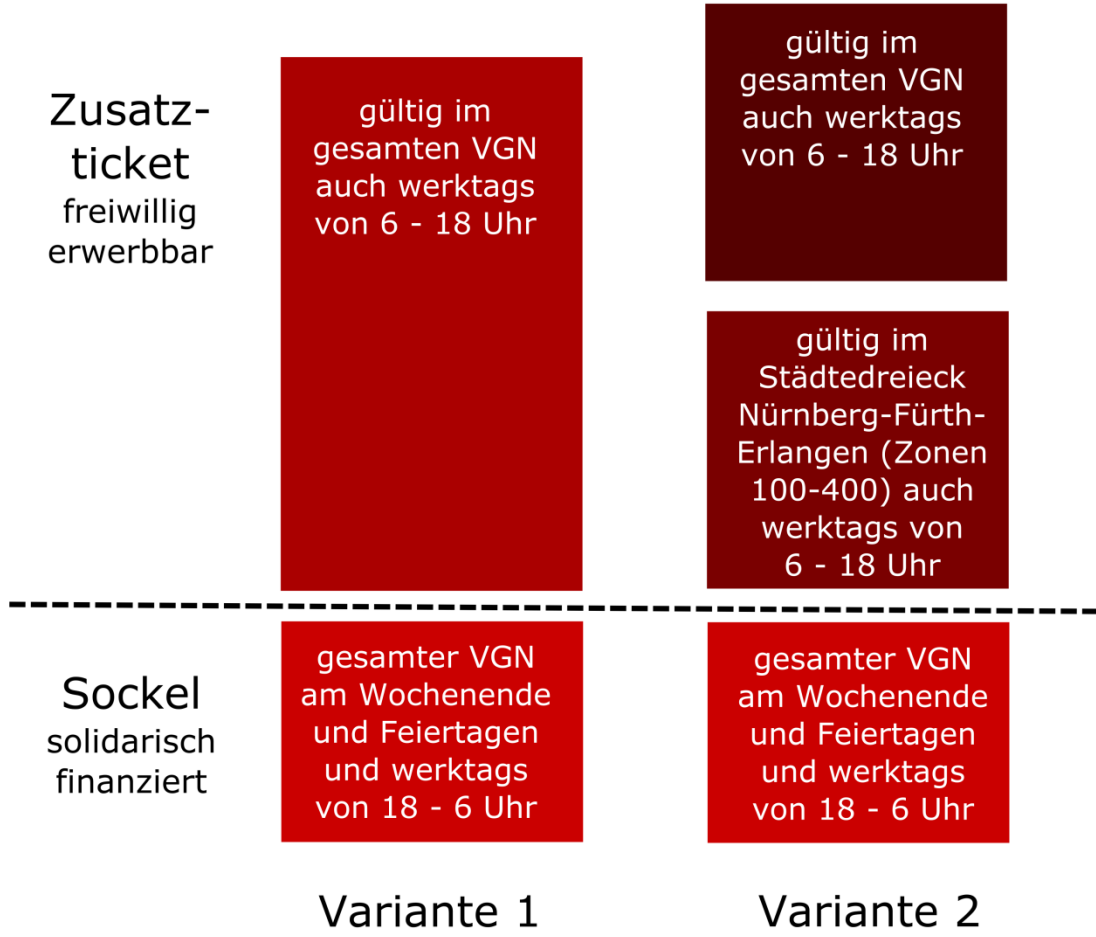 Zusatz-
ticket
freiwillig
erwerbbar
gültig im
gesamten VGN
auch werktags
von 6 - 18 Uhr
gültig im
gesamten VGN
auch werktags
von 6 - 18 Uhr
gültig im
Städtedreieck
Nürnberg-Fürth-
Erlangen (Zonen
100-400) auch
werktags von
6 - 18 Uhr
Sockel
solidarisch
finanziert
gesamter VGN
am Wochenende
und Feiertagen
und werktags
von 18 - 6 Uhr
gesamter VGN
am Wochenende
und Feiertagen
und werktags
von 18 - 6 Uhr
Variante 1
Variante 2